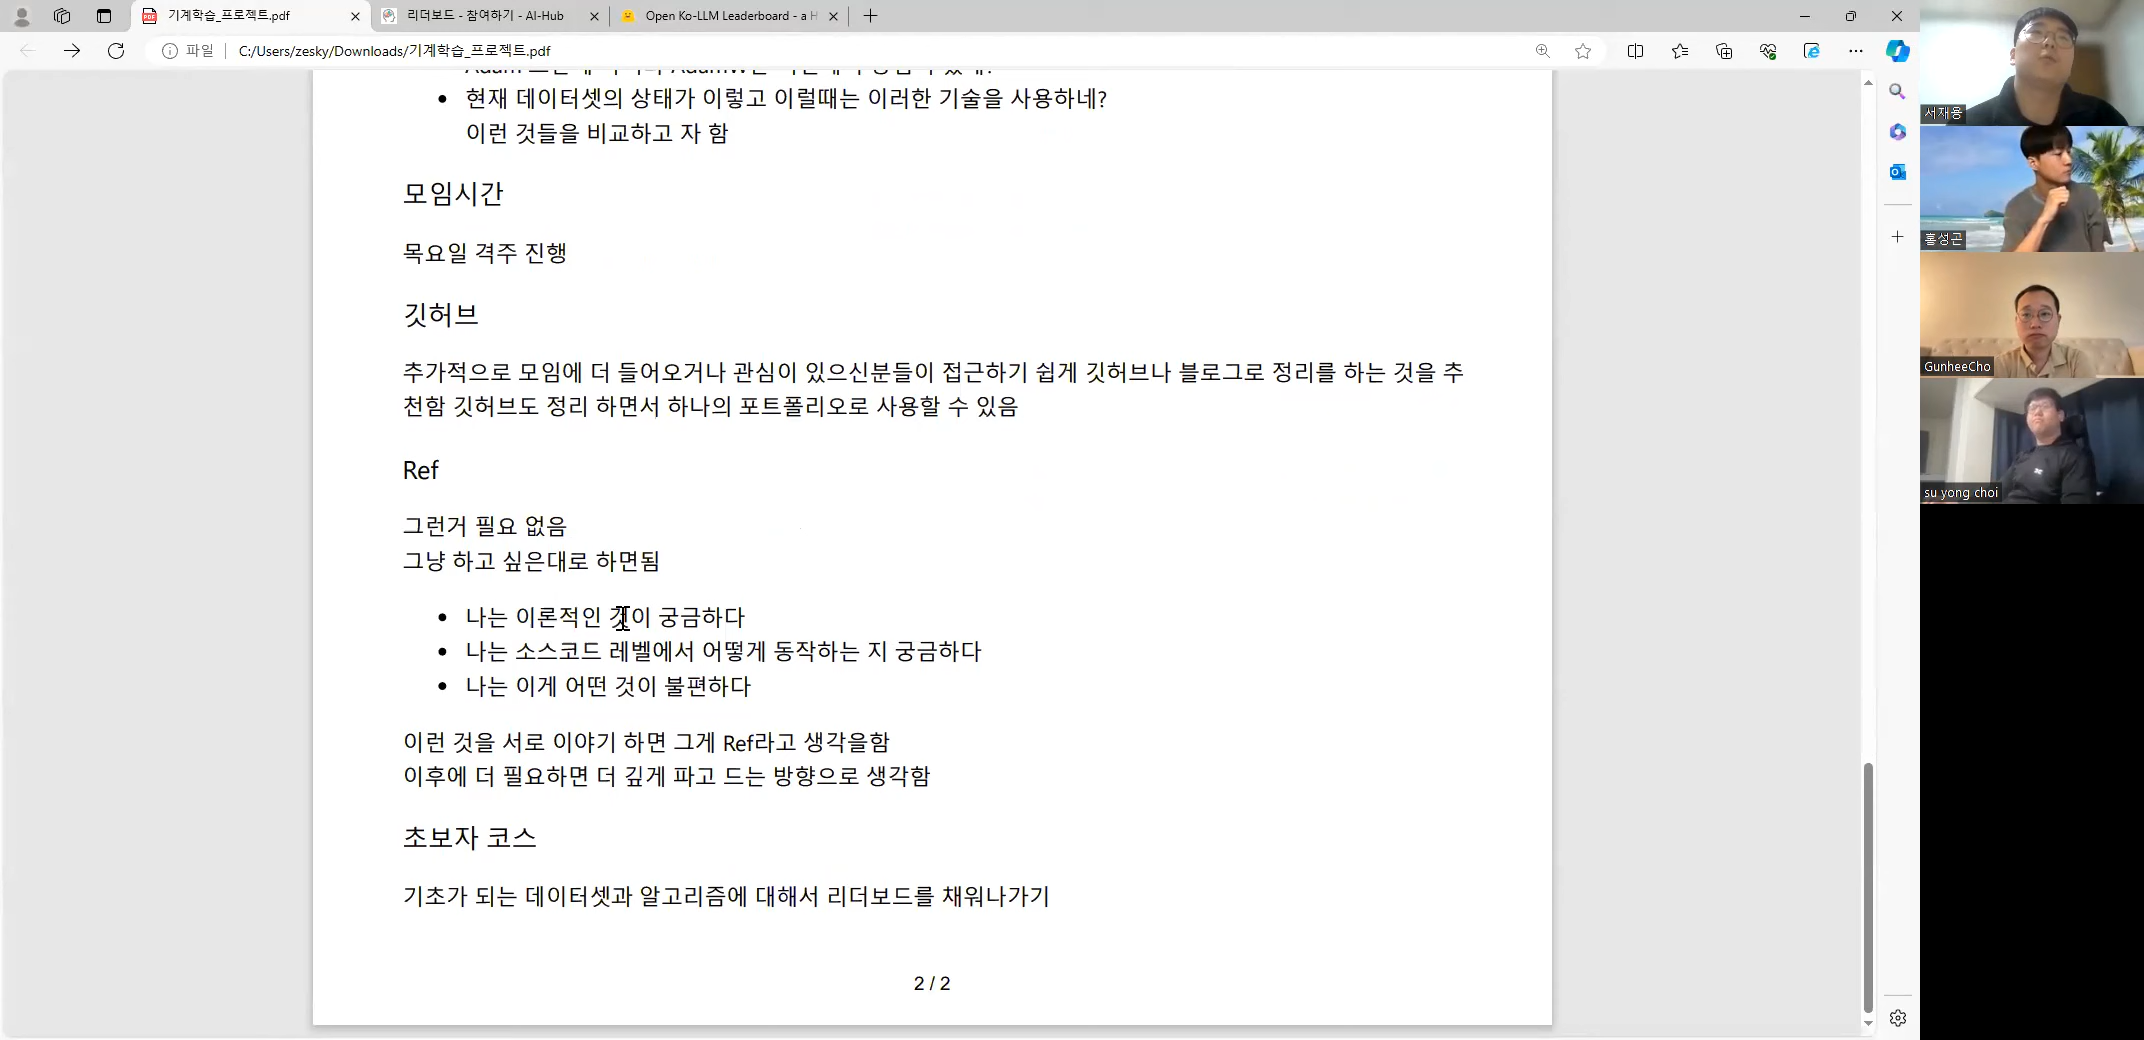 기계학습_프로젝트.pdf
리더보드 - 참여하기 - AI-Hub
Open Ko-LLM Leaderboard - a H
파일
C:/Users/zesky/Downloads/기계학습_프로젝트.pdf
현재 데이터셋의 상태가 이렇고 이럴때는 이러한 기술을 사용하네?
이런 것들을 비교하고 자 함
모임시간
목요일 격주 진행
깃허브
추가적으로 모임에 더 들어오거나 관심이 있으신분들이 접근하기 쉽게 깃허브나 블로그로 정리를 하는 것을 추
천함 깃허브도 정리 하면서 하나의 포트폴리오로 사용할 수 있음
Ref
그런거 필요 없음
그냥 하고 싶은대로 하면됨
나는 이론적인 것이 궁금하다
나는 소스코드 레벨에서 어떻게 동작하는 지 궁금하다
나는 이게 어떤 것이 불편하다
이런 것을 서로 이야기 하면 그게 Ref라고 생각을함
이후에 더 필요하면 더 깊게 파고 드는 방향으로 생각함
초보자 코스
기초가 되는 데이터셋과 알고리즘에 대해서 리더보드를 채워나가기
2 / 2
서재용
홍성곤
GunheeCho
su yong choi